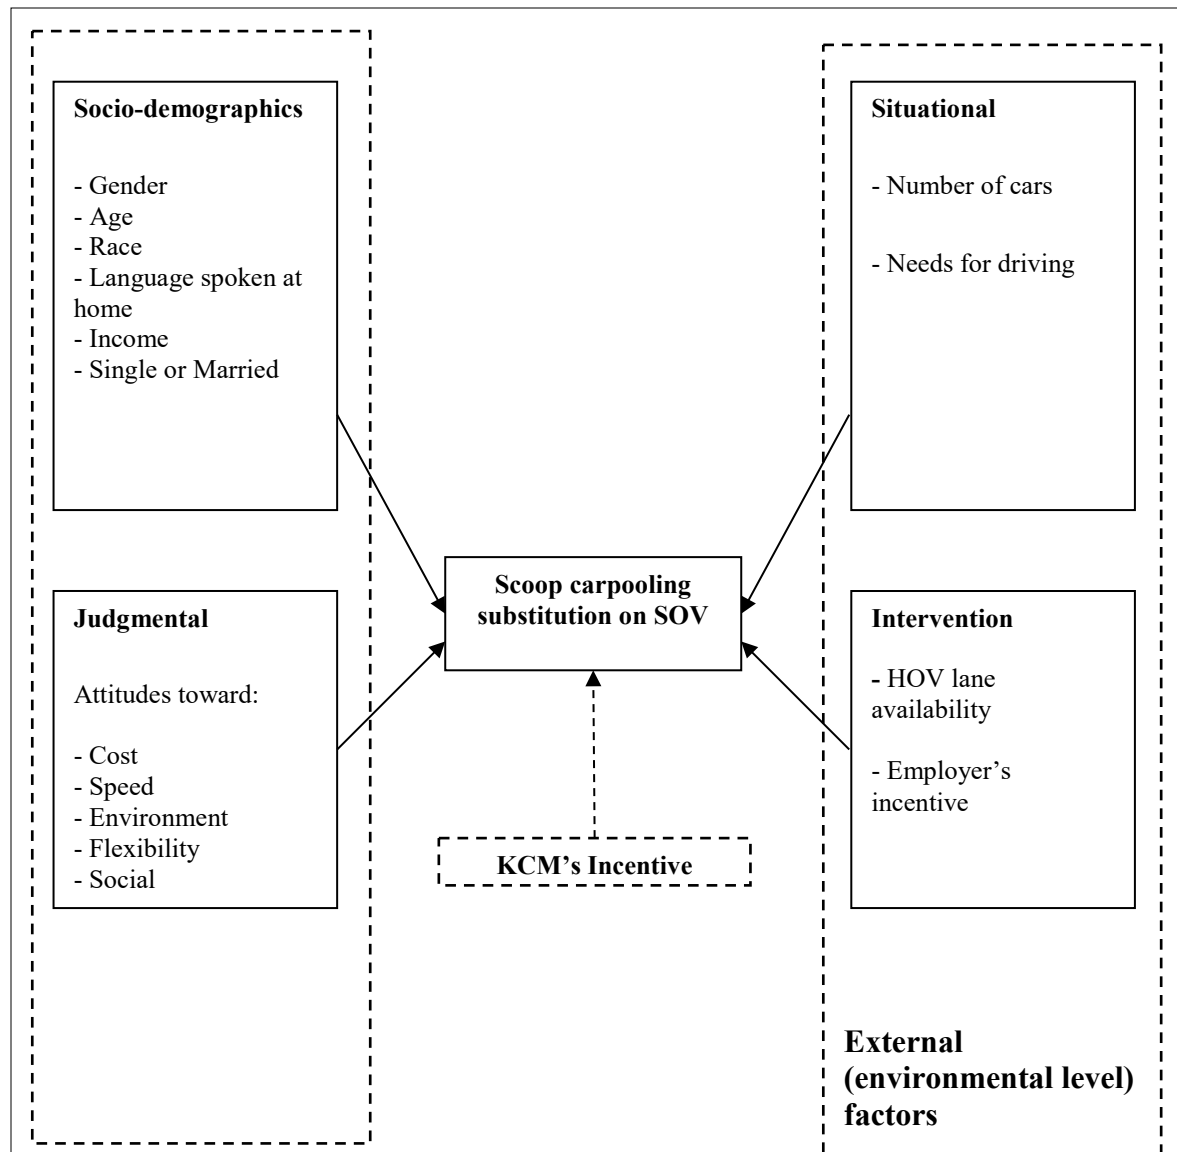 Socio-demographics
- Gender
- Age
- Race
- Language spoken at
home
- Income
- Single or Married
Judgmental
Attitudes toward:
- Cost
- Speed
- Environment
- Flexibility
- Social
Scoop carpooling
substitution on SOV
KCM’s Incentive
Situational
- Number of cars
- Needs for driving
Intervention
- HOV lane
availability
- Employer’s
incentive
External
(environmental level)
factors